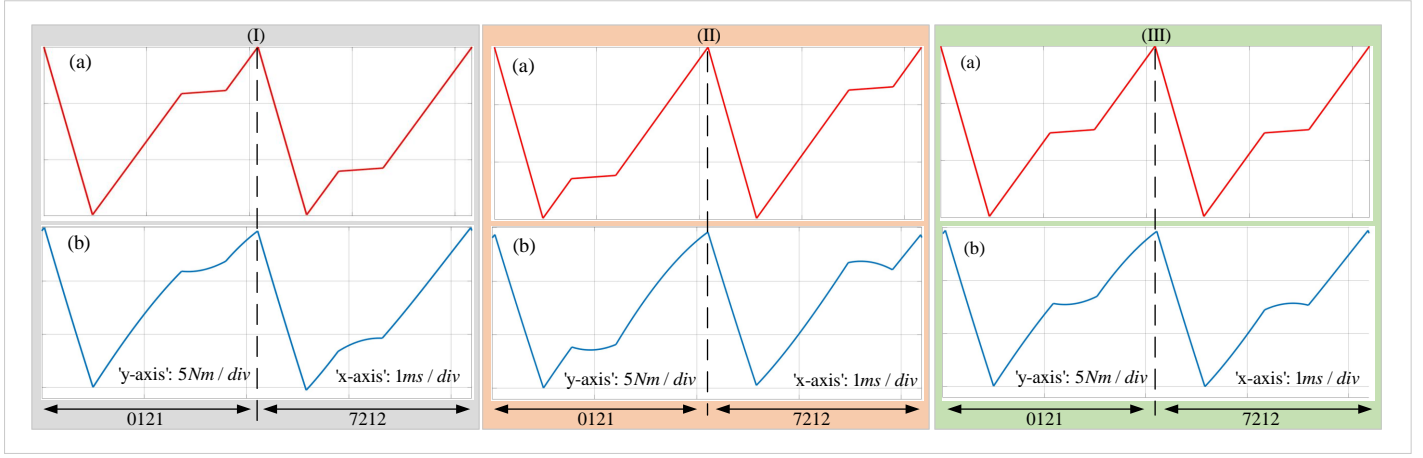 (I)
(a)
(b)
'y-axis': 5Nm / div
'x-axis': 1ms / div
0121
7212
(II)
(a)
(b)
'y-axis': 5Nm / div
'x-axis': 1ms / div
0121
7212
(III)
(a)
(b)
'y-axis': 5Nm / div
'x-axis': 1ms / div
0121
7212